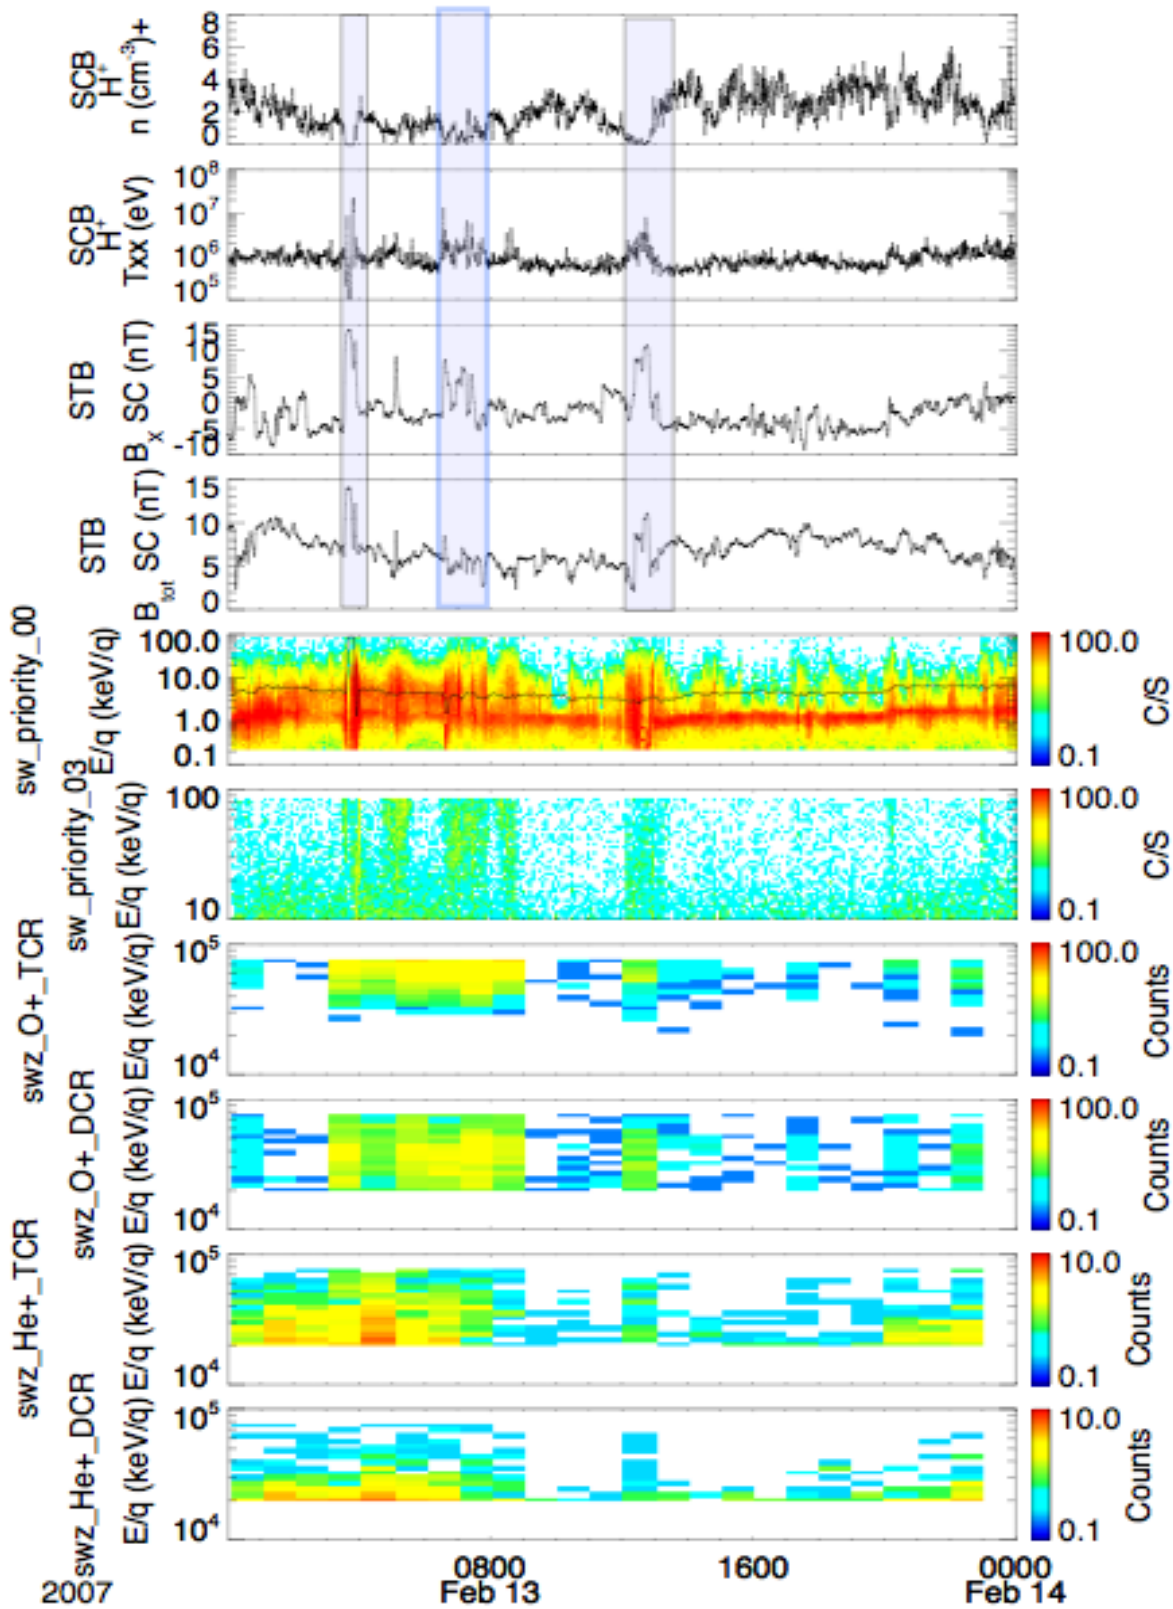 SCB
H+
n (cm-3)+
8
6
4
2
0
SCB
H+
Txx (eV)
10^8
10^7
10^6
10^5
STB
Bx SC (nT)
15
10
5
0
-5
-10
STB
Btot SC (nT)
15
10
5
0
sw_priority_00
E/q (keV/q)
100.0
10.0
1.0
0.1
100.0
0.1
C/S
sw_priority_03
E/q (keV/q)
100
10
100.0
0.1
C/S
swz_O+_TCR
E/q (keV/q)
10^5
10^4
100.0
0.1
Counts
swz_O+_DCR
E/q (keV/q)
10^5
10^4
100.0
0.1
Counts
swz_He+_TCR
E/q (keV/q)
10^5
10^4
10.0
0.1
Counts
swz_He+_DCR
E/q (keV/q)
10^5
10^4
10.0
0.1
Counts
0800 1600 0000
2007 Feb 13 Feb 14